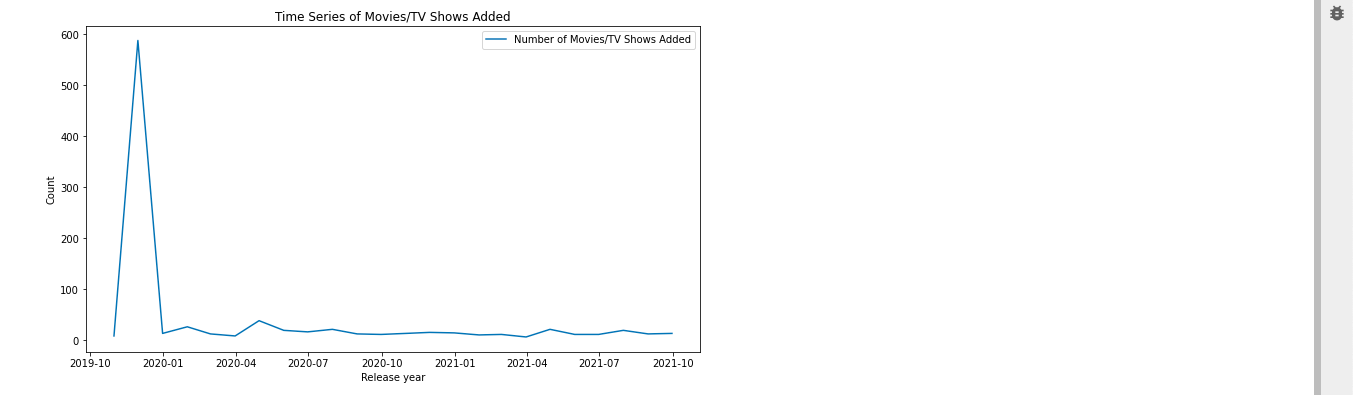 Time Series of Movies/TV Shows Added
Number of Movies/TV Shows Added
600
500
400
300
200
100
0
Count
2019-10 2020-01 2020-04 2020-07 2020-10 2021-01 2021-04 2021-07 2021-10
Release year